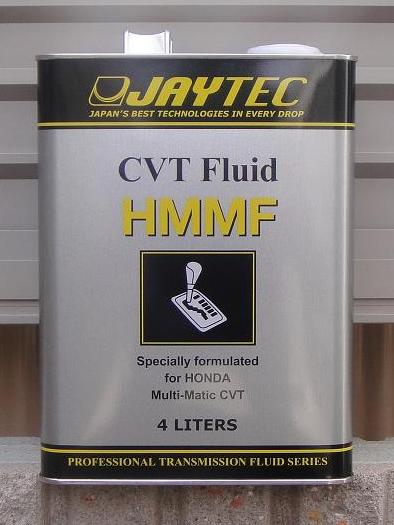 JAYTEC
JAPAN'S BEST TECHNOLOGIES IN EVERY DROP
CVT Fluid
HMMF
Specially formulated
for HONDA
Multi-Matic CVT
4 LITERS
PROFESSIONAL TRANSMISSION FLUID SERIES